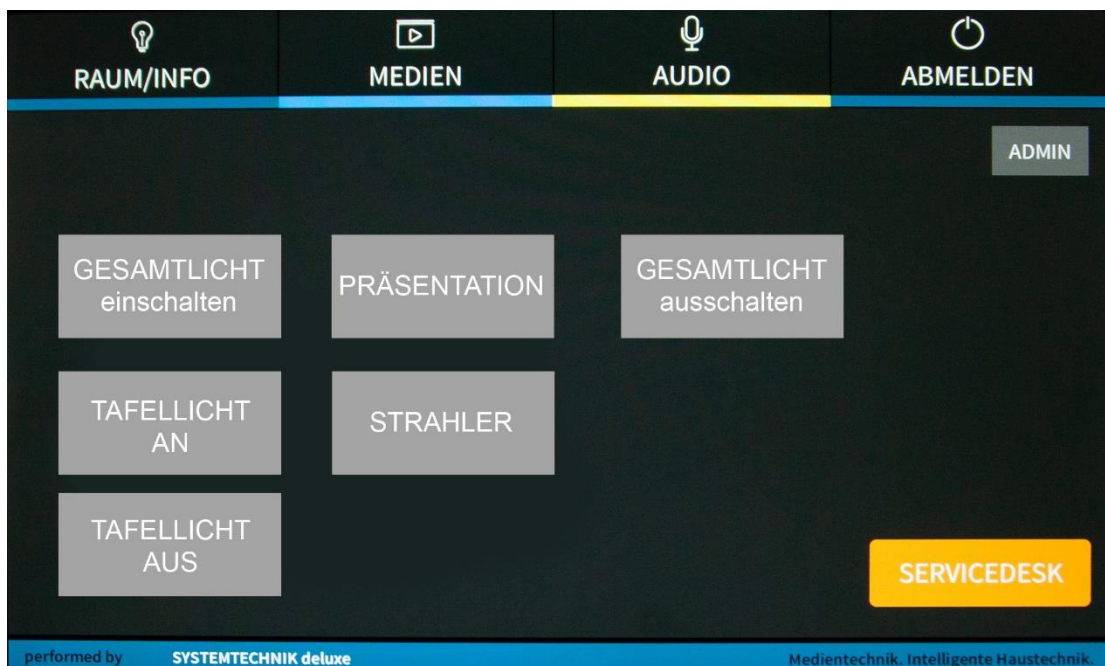 RAUM/INFO
MEDIEN
AUDIO
ABMELDEN
ADMIN
GESAMTLICHT
einschalten
PRÄSENTATION
GESAMTLICHT
ausschalten
TAFELLICHT
AN
STRAHLER
TAFELLICHT
AUS
SERVICEDESK
performed by SYSTEMTECHNIK deluxe
Medientechnik. Intelligente Haustechnik.